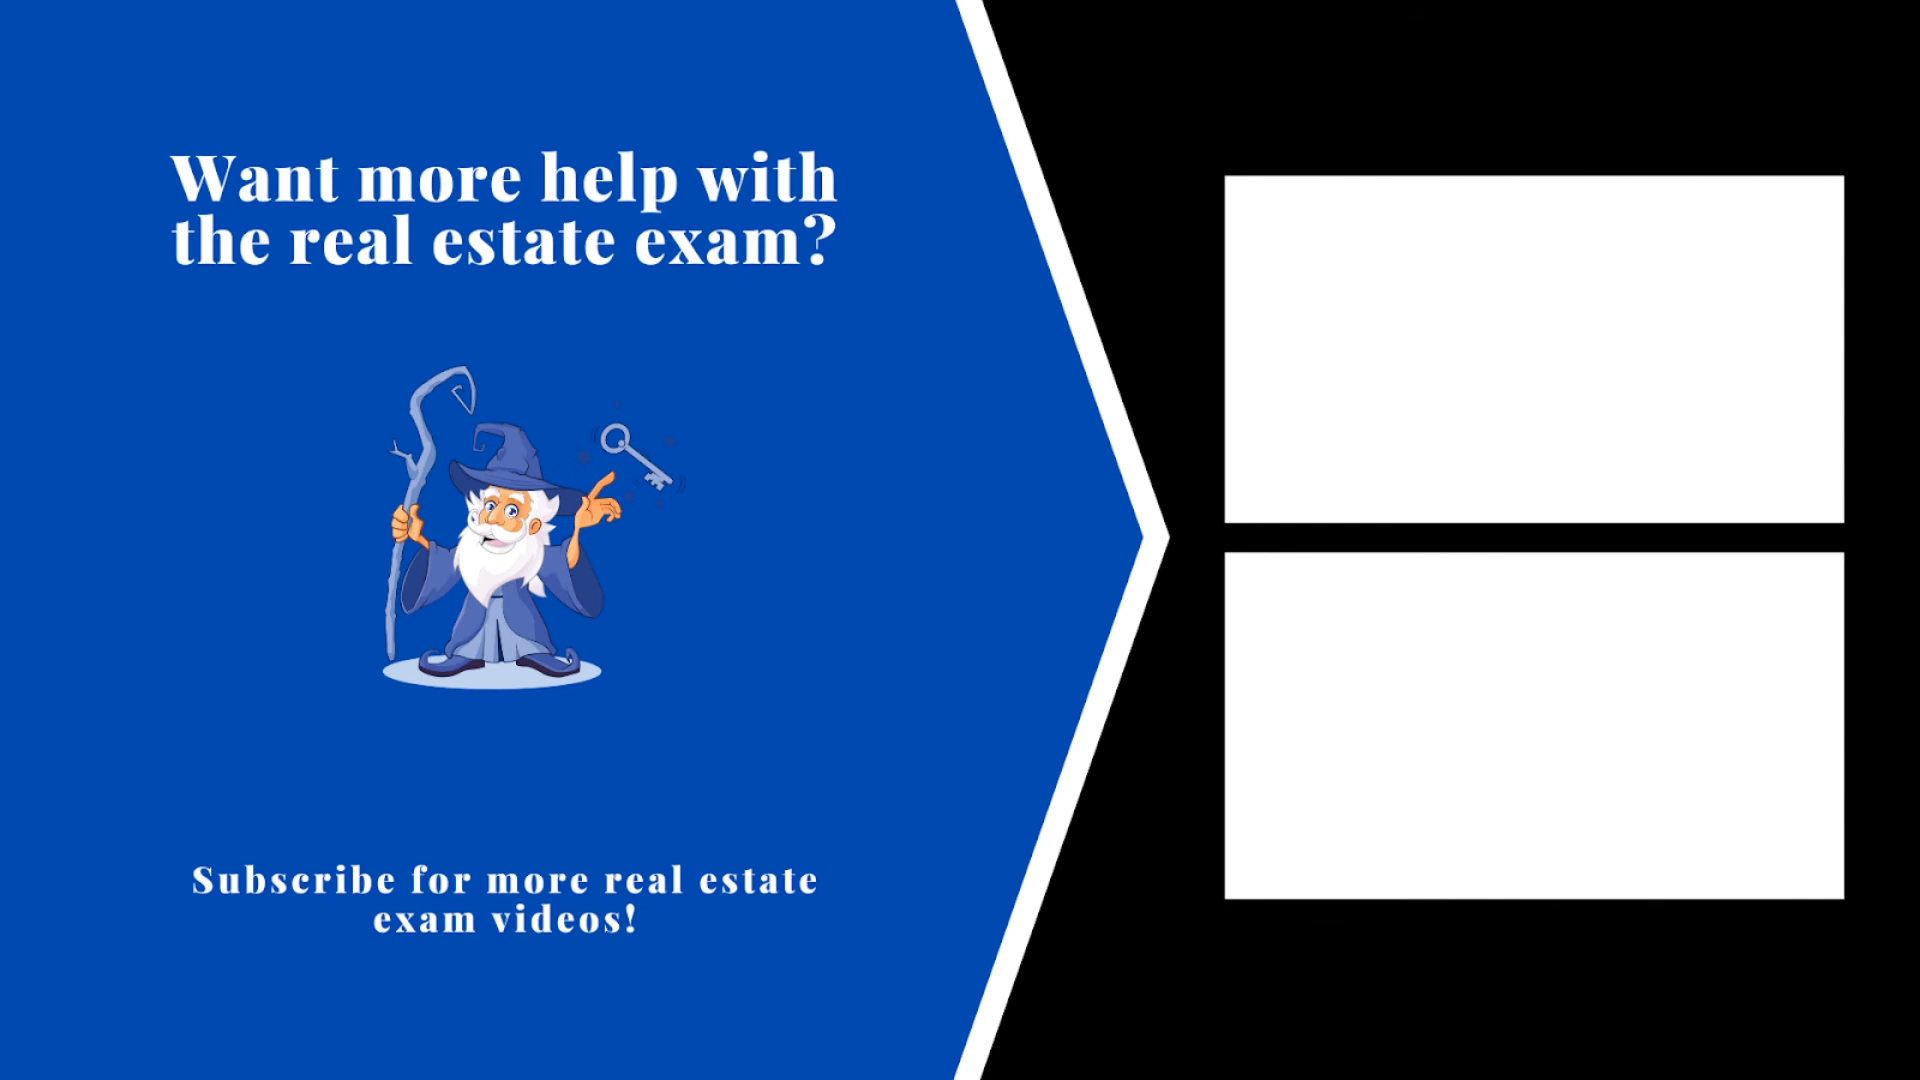 Want more help with
the real estate exam?
Subscribe for more real estate
exam videos!